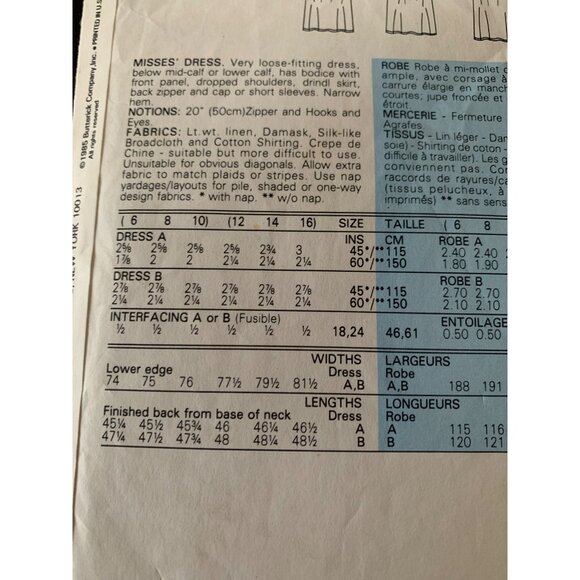 ©1985 Butterick Company, Inc. • PRINTED IN U.S
All rights reserved
NEW YORK 10013
MISSES' DRESS. Very loose-fitting dress,
below mid-calf or lower calf, has bodice with
front panel, dropped shoulders, drindl skirt,
back zipper and cap or short sleeves. Narrow
hem.
NOTIONS: 20" (50cm)Zipper and Hooks and
Eyes.
FABRICS: Lt.wt. linen, Damask, Silk-like
Broadcloth and Cotton Shirting. Crepe de
Chine - suitable but more difficult to use.
Unsuitable for obvious diagonals. Allow extra
fabric to match plaids or stripes. Use nap
yardages/layouts for pile, shaded or one-way
design fabrics. * with nap. ** w/o nap.
ROBE Robe à mi-mollet
ample, avec corsage à
carrure élargie en manch
courtes, jupe froncée et
étroit.
MERCERIE - Fermeture
Agrafes
TISSUS - Lin léger - Dam
soie) - Shirting de coton -
difficile à travailler). Les
conviennent pas. Con
raccords de rayures/ca
(tissus pelucheux, à
imprimés) ** sans sens
( 6 8 10) (12 14 16) SIZE TAILLE ( 6 8
DRESS A INS CM ROBE A
2⅝ 2⅝ 2⅝ 2⅝ 2¾ 3 45*/**115 2.40 2.40
1⅞ 2 2 2¼ 2¼ 2¼ 60*/**150 1.80 1.90
DRESS B ROBE B
2⅞ 2⅞ 2⅞ 2⅞ 2⅞ 2⅞ 45*/**115 2.70 2.70
2¼ 2¼ 2¼ 2¼ 2¼ 2¼ 60*/**150 2.10 2.10
INTERFACING A or B (Fusible) ENTOILAGE
½ ½ ½ ½ ½ ½ 18,24 46,61 0.50 0.50
WIDTHS LARGEURS
Lower edge Dress Robe
74 75 76 77½ 79½ 81½ A,B A,B 188 191
LENGTHS LONGUEURS
Finished back from base of neck Dress Robe
45¼ 45½ 45¾ 46 46¼ 46½ A A 115 116
47¼ 47½ 47¾ 48 48¼ 48½ B B 120 121